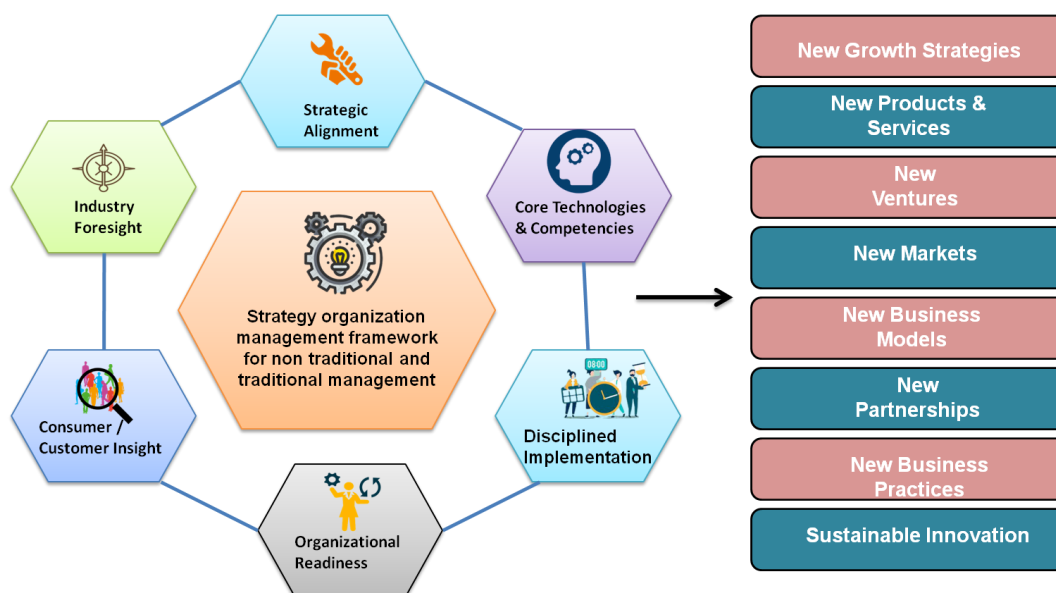 Strategic
Alignment
Industry
Foresight
Core Technologies
& Competencies
Strategy organization
management framework
for non traditional and
traditional management
Consumer /
Customer Insight
08:00
Disciplined
Implementation
Organizational
Readiness
New Growth Strategies
New Products &
Services
New
Ventures
New Markets
New Business
Models
New
Partnerships
New Business
Practices
Sustainable Innovation